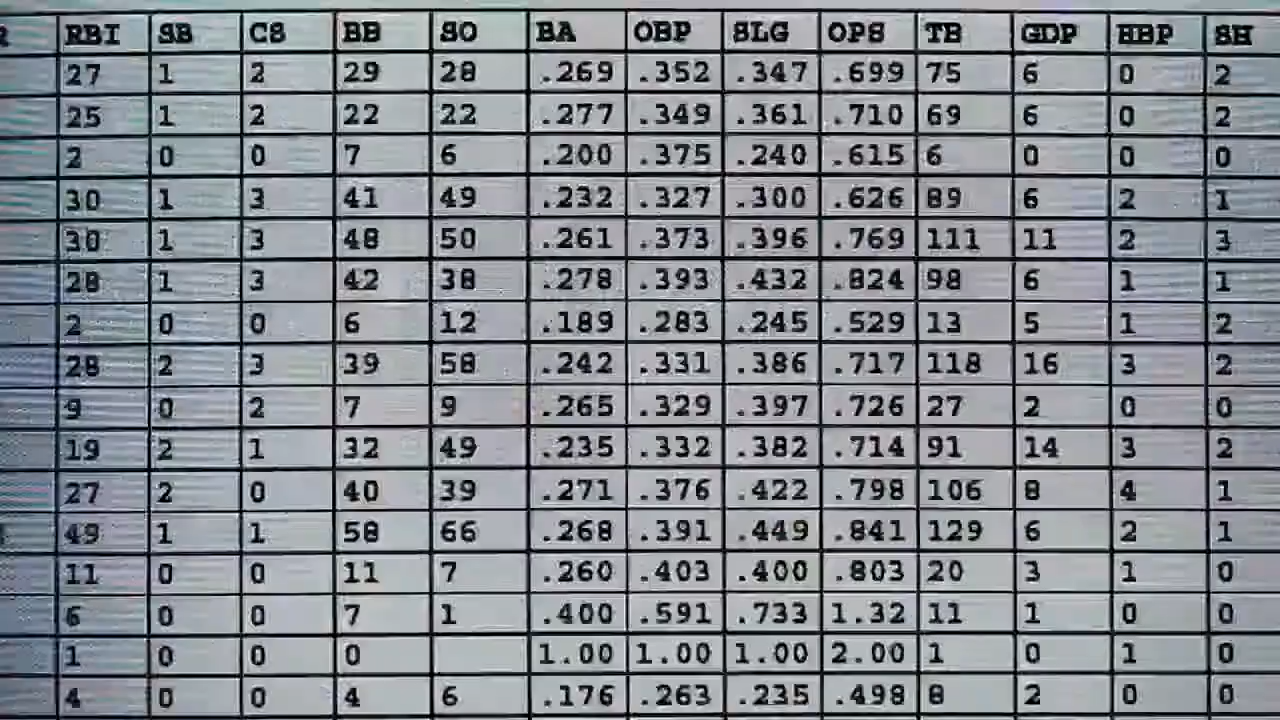 RBI SB CS BB SO BA OBP SLG OPS TB GDP HBP SH
27 1 2 29 28 .269 .352 .347 .699 75 6 0 2
25 1 2 22 22 .277 .349 .361 .710 69 6 0 2
2 0 0 7 6 .200 .375 .240 .615 6 0 0 0
30 1 3 41 49 .232 .327 .300 .626 89 6 2 1
30 1 3 48 50 .261 .373 .396 .769 111 11 2 3
28 1 3 42 38 .278 .393 .432 .824 98 6 1 1
2 0 0 6 12 .189 .283 .245 .529 13 5 1 2
28 2 3 39 58 .242 .331 .386 .717 118 16 3 2
9 0 2 7 9 .265 .329 .397 .726 27 2 0 0
19 2 1 32 49 .235 .332 .382 .714 91 14 3 2
27 2 0 40 39 .271 .376 .422 .798 106 8 4 1
49 1 1 58 66 .268 .391 .449 .841 129 6 2 1
11 0 0 11 7 .260 .403 .400 .803 20 3 1 0
6 0 0 7 1 .400 .591 .733 1.32 11 1 0 0
1 0 0 0 1.00 1.00 1.00 2.00 1 0 1 0
4 0 0 4 6 .176 .263 .235 .498 8 2 0 0